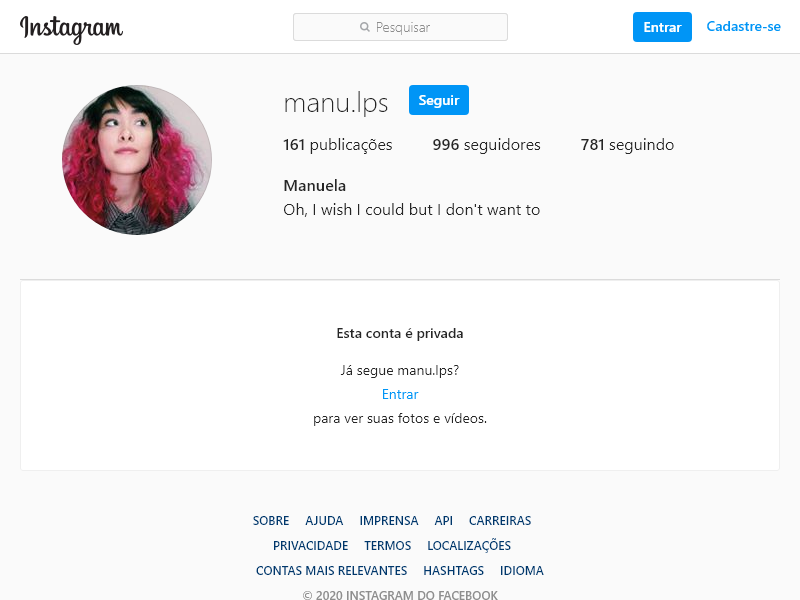 Instagram
Pesquisar
Entrar
Cadastre-se
manu.lps
Seguir
161 publicações 996 seguidores 781 seguindo
Manuela
Oh, I wish I could but I don't want to
Esta conta é privada
Já segue manu.lps?
Entrar
para ver suas fotos e vídeos.
SOBRE AJUDA IMPRENSA API CARREIRAS
PRIVACIDADE TERMOS LOCALIZAÇÕES
CONTAS MAIS RELEVANTES HASHTAGS IDIOMA
© 2020 INSTAGRAM DO FACEBOOK